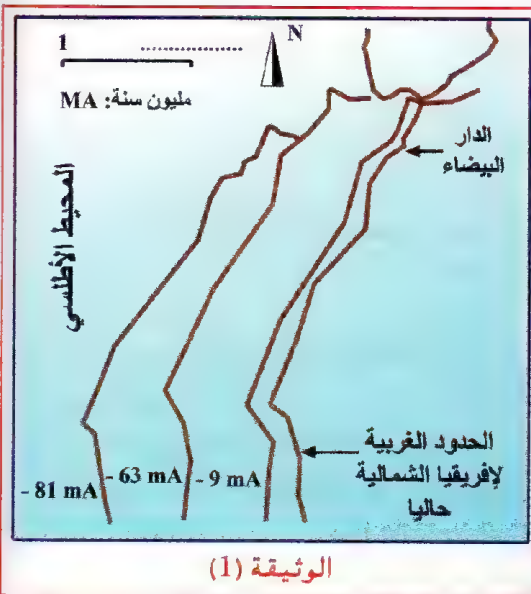 1
N
MA :مليون سنة
الدار
البيضاء
المحيط الأطلسي
الحدود الغربية
لإفريقيا الشمالية
حاليا
- 81 mA
- 63 mA
- 9 mA
الوثيقة (1)